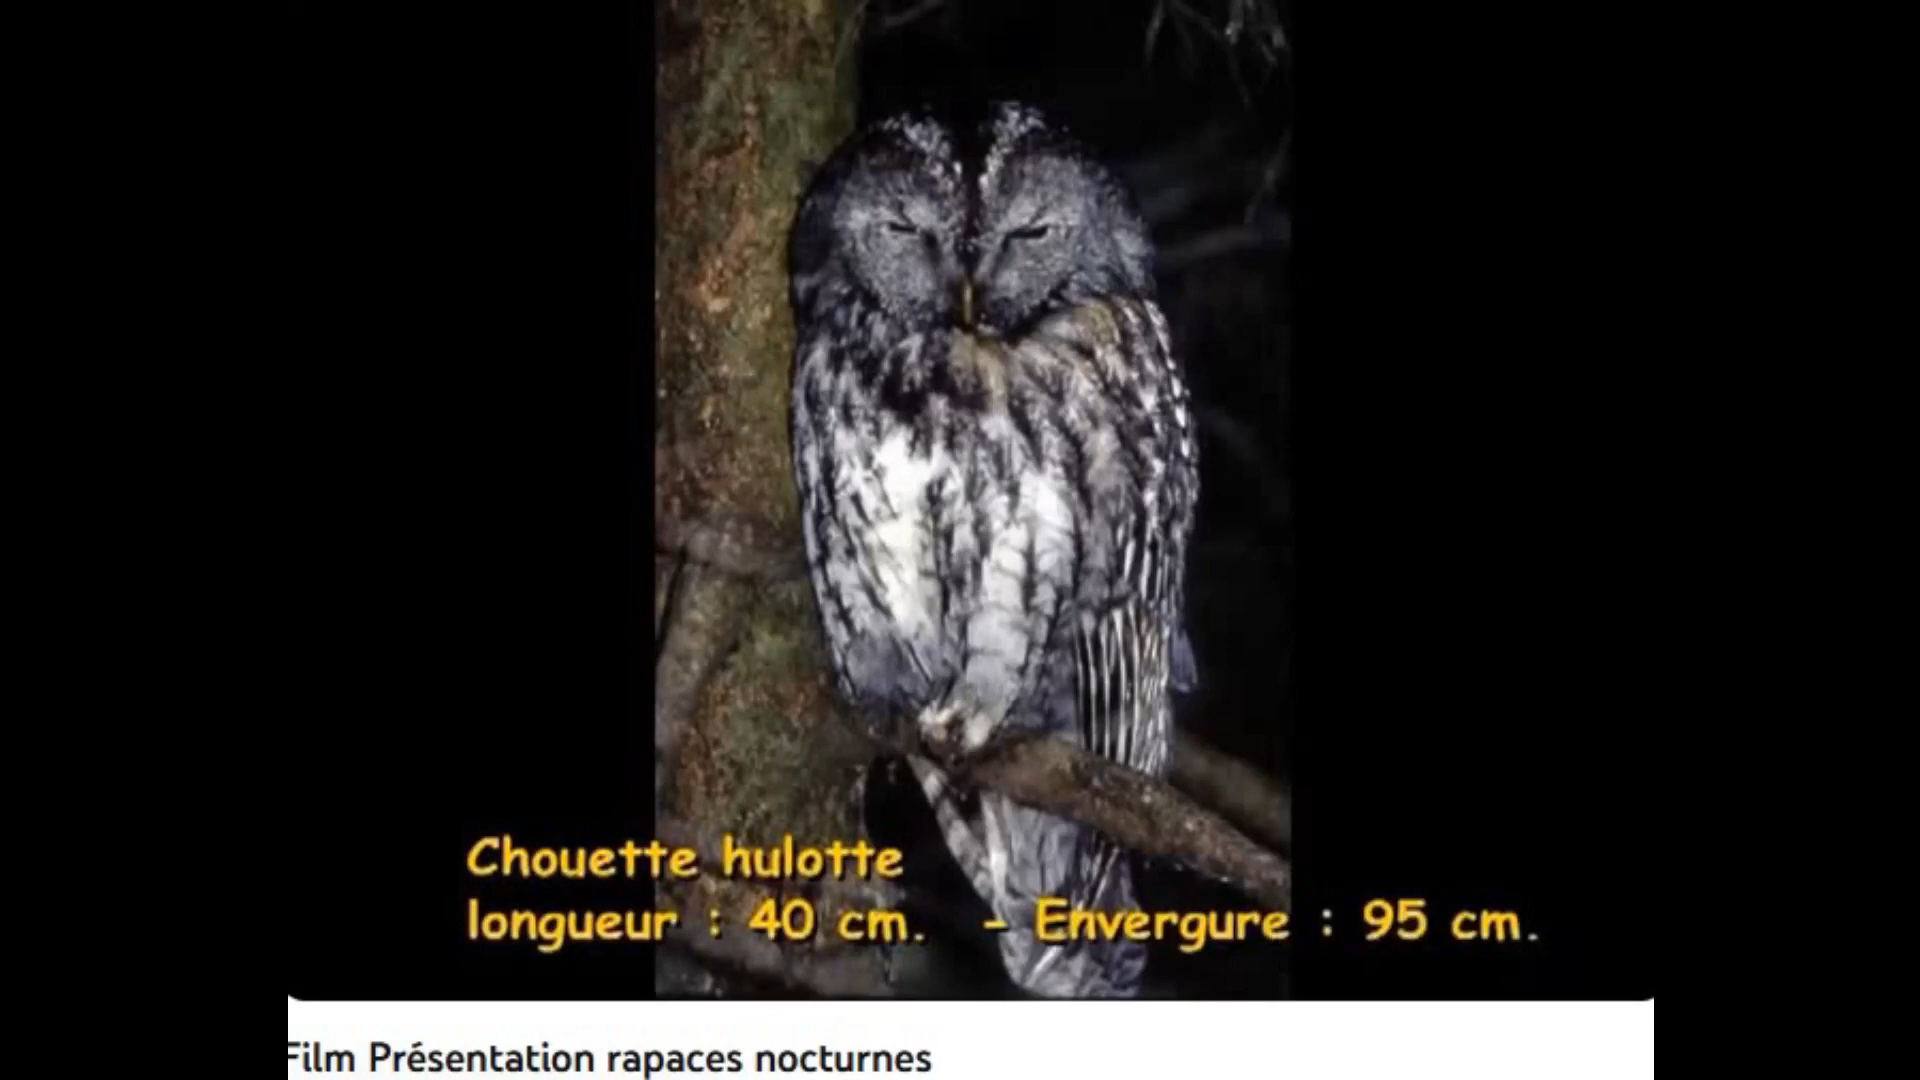 Chouette hulotte
longueur : 40 cm. - Envergure : 95 cm.
Film Présentation rapaces nocturnes